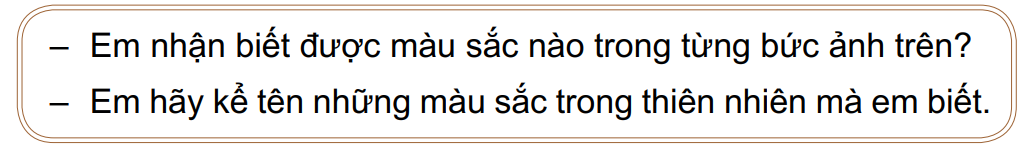 – Em nhận biết được màu sắc nào trong từng bức ảnh trên?
– Em hãy kể tên những màu sắc trong thiên nhiên mà em biết.